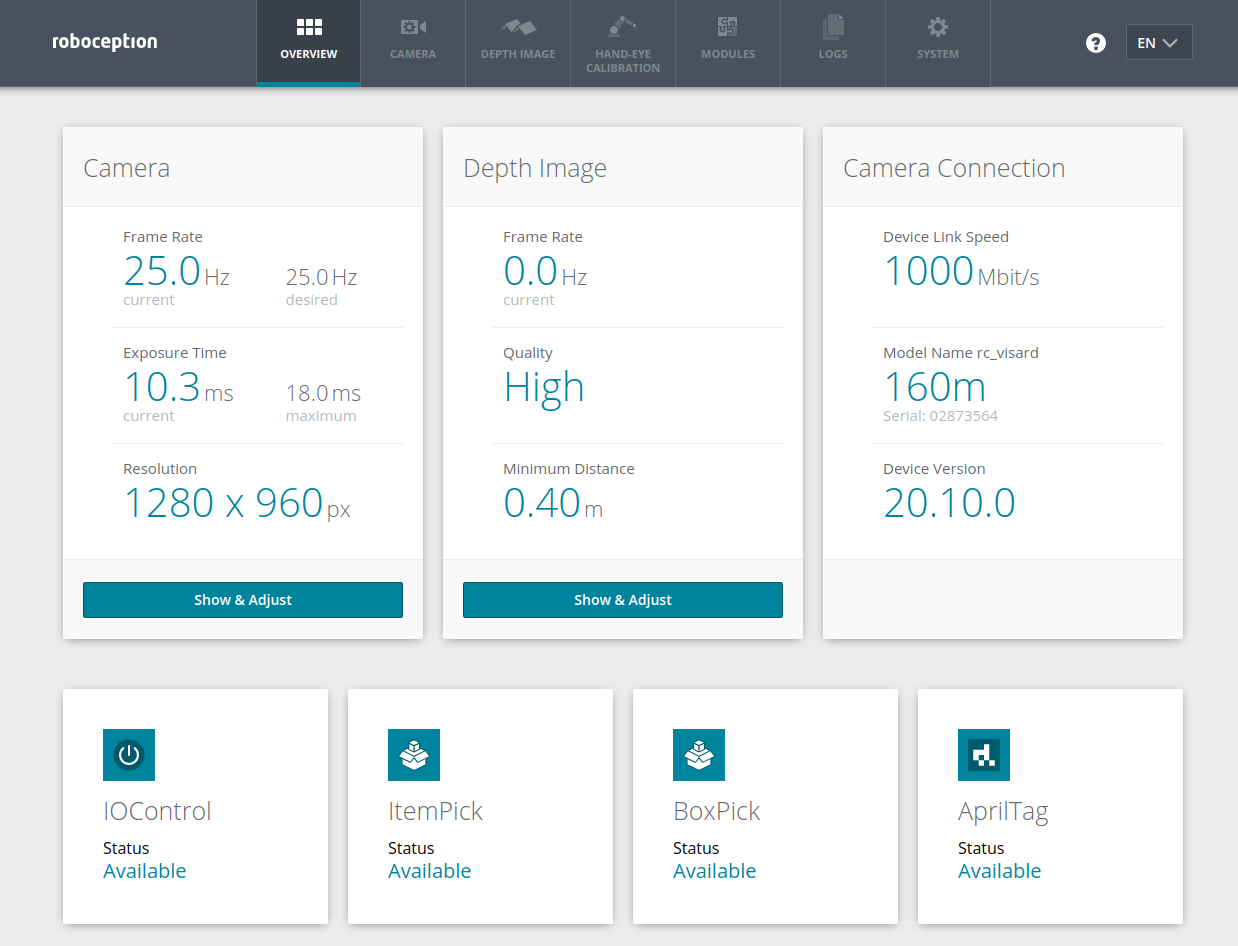 roboception
OVERVIEW
CAMERA
DEPTH IMAGE
HAND-EYE
CALIBRATION
MODULES
LOGS
SYSTEM
?
EN
Camera
Frame Rate
25.0 Hz 25.0 Hz
current desired
Exposure Time
10.3 ms 18.0 ms
current maximum
Resolution
1280 x 960 px
Show & Adjust
Depth Image
Frame Rate
0.0 Hz
current
Quality
High
Minimum Distance
0.40 m
Show & Adjust
Camera Connection
Device Link Speed
1000 Mbit/s
Model Name rc_visard
160m
Serial: 02873564
Device Version
20.10.0
IOControl
Status
Available
ItemPick
Status
Available
BoxPick
Status
Available
AprilTag
Status
Available